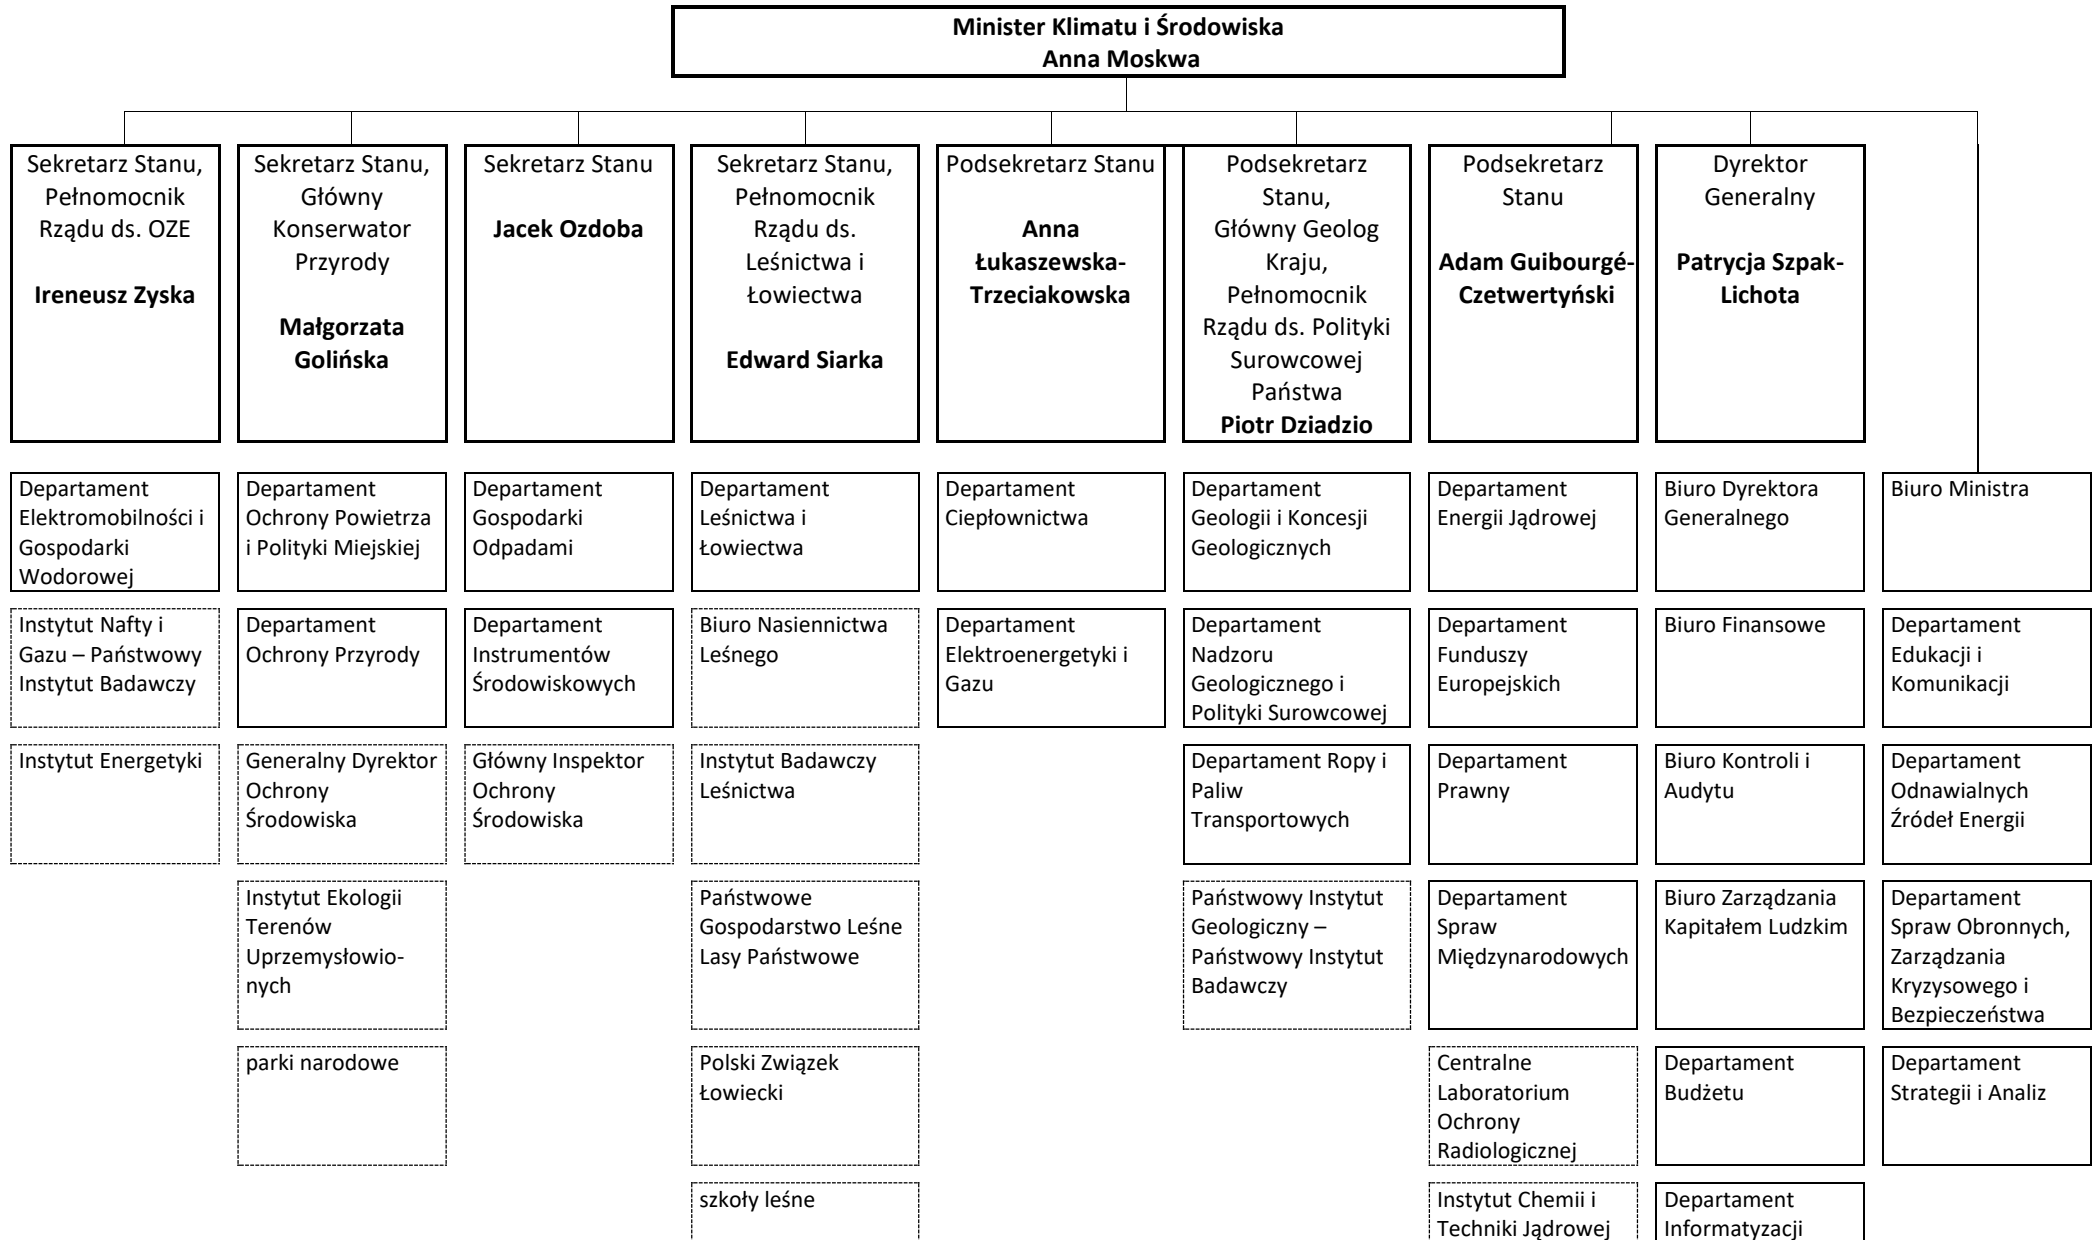 Minister Klimatu i Środowiska
Anna Moskwa
Sekretarz Stanu,
Pełnomocnik
Rządu ds. OZE
Ireneusz Zyska
Sekretarz Stanu,
Główny
Konserwator
Przyrody
Małgorzata
Golińska
Sekretarz Stanu
Jacek Ozdoba
Sekretarz Stanu,
Pełnomocnik
Rządu ds.
Leśnictwa i
Łowiectwa
Edward Siarka
Podsekretarz Stanu
Anna
Łukaszewska-
Trzeciakowska
Podsekretarz
Stanu,
Główny Geolog
Kraju,
Pełnomocnik
Rządu ds. Polityki
Surowcowej
Państwa
Piotr Dziadzio
Podsekretarz
Stanu
Adam Guibourgé-
Czetwertyński
Dyrektor
Generalny
Patrycja Szpak-
Lichota
Departament
Elektromobilności i
Gospodarki
Wodorowej
Departament
Ochrony Powietrza
i Polityki Miejskiej
Departament
Gospodarki
Odpadami
Departament
Leśnictwa i
Łowiectwa
Departament
Ciepłownictwa
Departament
Geologii i Koncesji
Geologicznych
Departament
Energii Jądrowej
Biuro Dyrektora
Generalnego
Biuro Ministra
Instytut Nafty i
Gazu – Państwowy
Instytut Badawczy
Departament
Ochrony Przyrody
Departament
Instrumentów
Środowiskowych
Biuro Nasiennictwa
Leśnego
Departament
Elektroenergetyki i
Gazu
Departament
Nadzoru
Geologicznego i
Polityki Surowcowej
Departament
Funduszy
Europejskich
Biuro Finansowe
Departament
Edukacji i
Komunikacji
Instytut Energetyki
Generalny Dyrektor
Ochrony
Środowiska
Główny Inspektor
Ochrony
Środowiska
Instytut Badawczy
Leśnictwa
Departament Ropy i
Paliw
Transportowych
Departament
Prawny
Biuro Kontroli i
Audytu
Departament
Odnawialnych
Źródeł Energii
Instytut Ekologii
Terenów
Uprzemysłowio-
nych
Państwowe
Gospodarstwo Leśne
Lasy Państwowe
Państwowy Instytut
Geologiczny –
Państwowy Instytut
Badawczy
Departament
Spraw
Międzynarodowych
Biuro Zarządzania
Kapitałem Ludzkim
Departament
Spraw Obronnych,
Zarządzania
Kryzysowego i
Bezpieczeństwa
parki narodowe
Polski Związek
Łowiecki
Centralne
Laboratorium
Ochrony
Radiologicznej
Departament
Budżetu
Departament
Strategii i Analiz
szkoły leśne
Instytut Chemii i
Techniki Jądrowej
Departament
Informatyzacji